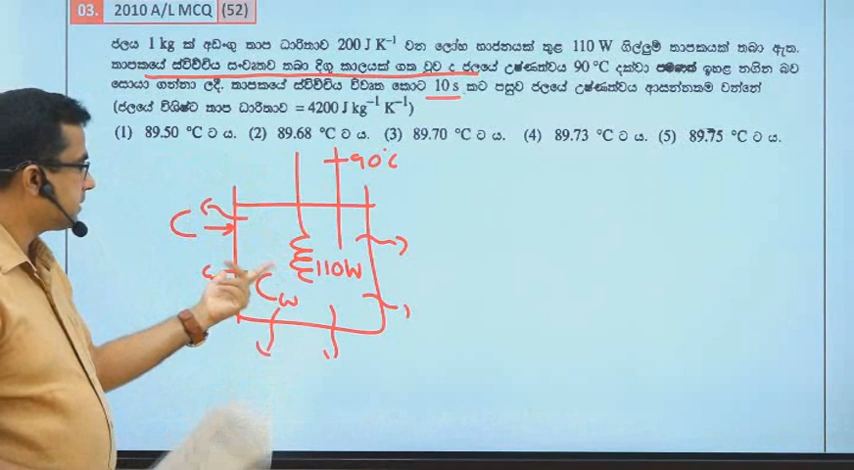 03. 2010 A/L MCQ (52)
ජලය 1 kg ක් අඩංගු තාප ධාරිතාව 200 J K⁻¹ වන ලෝහ භාජනයක් තුළ 110 W ගිල්ලුම් තාපකයක් තබා ඇත.
තාපකයේ ස්විච්චිය සංවෘතව තබා දිගු කාලයක් ගත වුව ද ජලයේ උෂ්ණත්වය 90 °C දක්වා පමණක් ඉහළ නගින බව
සොයා ගන්නා ලදී. තාපකයේ ස්විච්චිය විවෘත කොට 10 s කට පසුව ජලයේ උෂ්ණත්වය ආසන්නතම වන්නේ
(ජලයේ විශිෂ්ට තාප ධාරිතාව = 4200 J kg⁻¹ K⁻¹)
(1) 89.50 °C ට ය. (2) 89.68 °C ට ය. (3) 89.70 °C ට ය. (4) 89.73 °C ට ය. (5) 89.75 °C ට ය.
90°C
C
110W
Cw